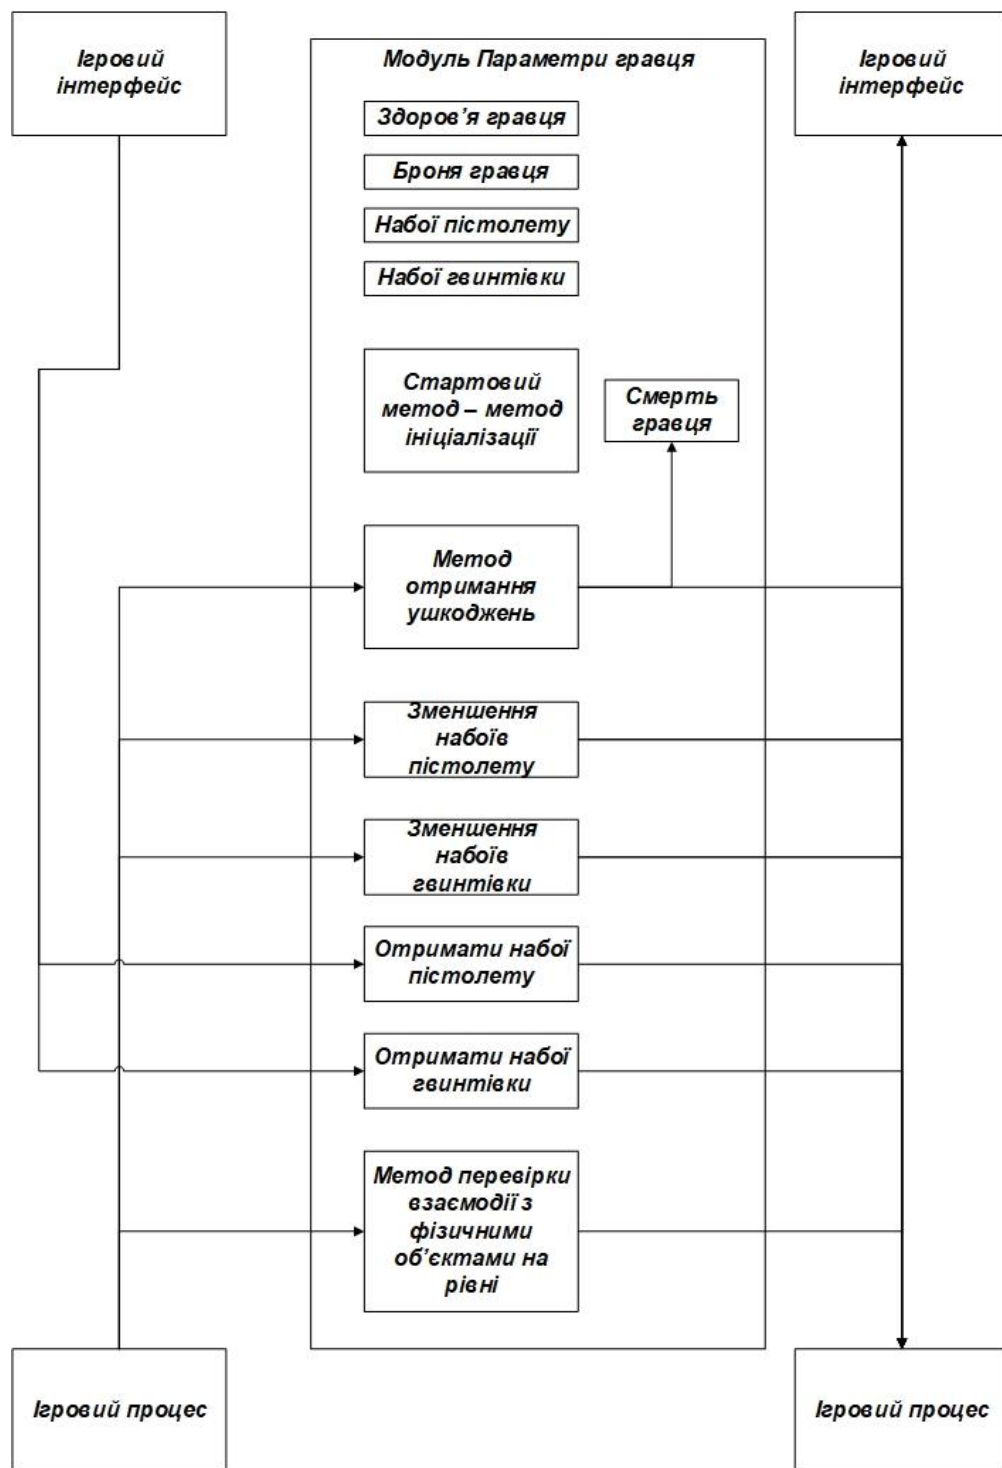 Ігровий
інтерфейс
Модуль Параметри гравця
Ігровий
інтерфейс
Здоров'я гравця
Броня гравця
Набої пістолету
Набої гвинтівки
Стартовий
метод – метод
ініціалізації
Смерть
гравця
Метод
отримання
ушкоджень
Зменшення
набоїв
пістолету
Зменшення
набоїв
гвинтівки
Отримати набої
пістолету
Отримати набої
гвинтівки
Метод перевірки
взаємодії з
фізичними
об'єктами на
рівні
Ігровий процес
Ігровий процес